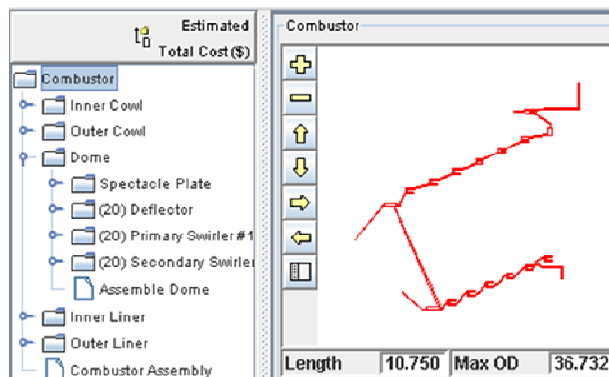 Estimated
Total Cost($)
Combustor
Inner Cowl
Outer Cowl
Dome
Spectacle Plate
(20) Deflector
(20) Primary Swirler #1
(20) Secondary Swirler
Assemble Dome
Inner Liner
Outer Liner
Combustor Assembly
Combustor
Length 10.750 Max OD 36.732